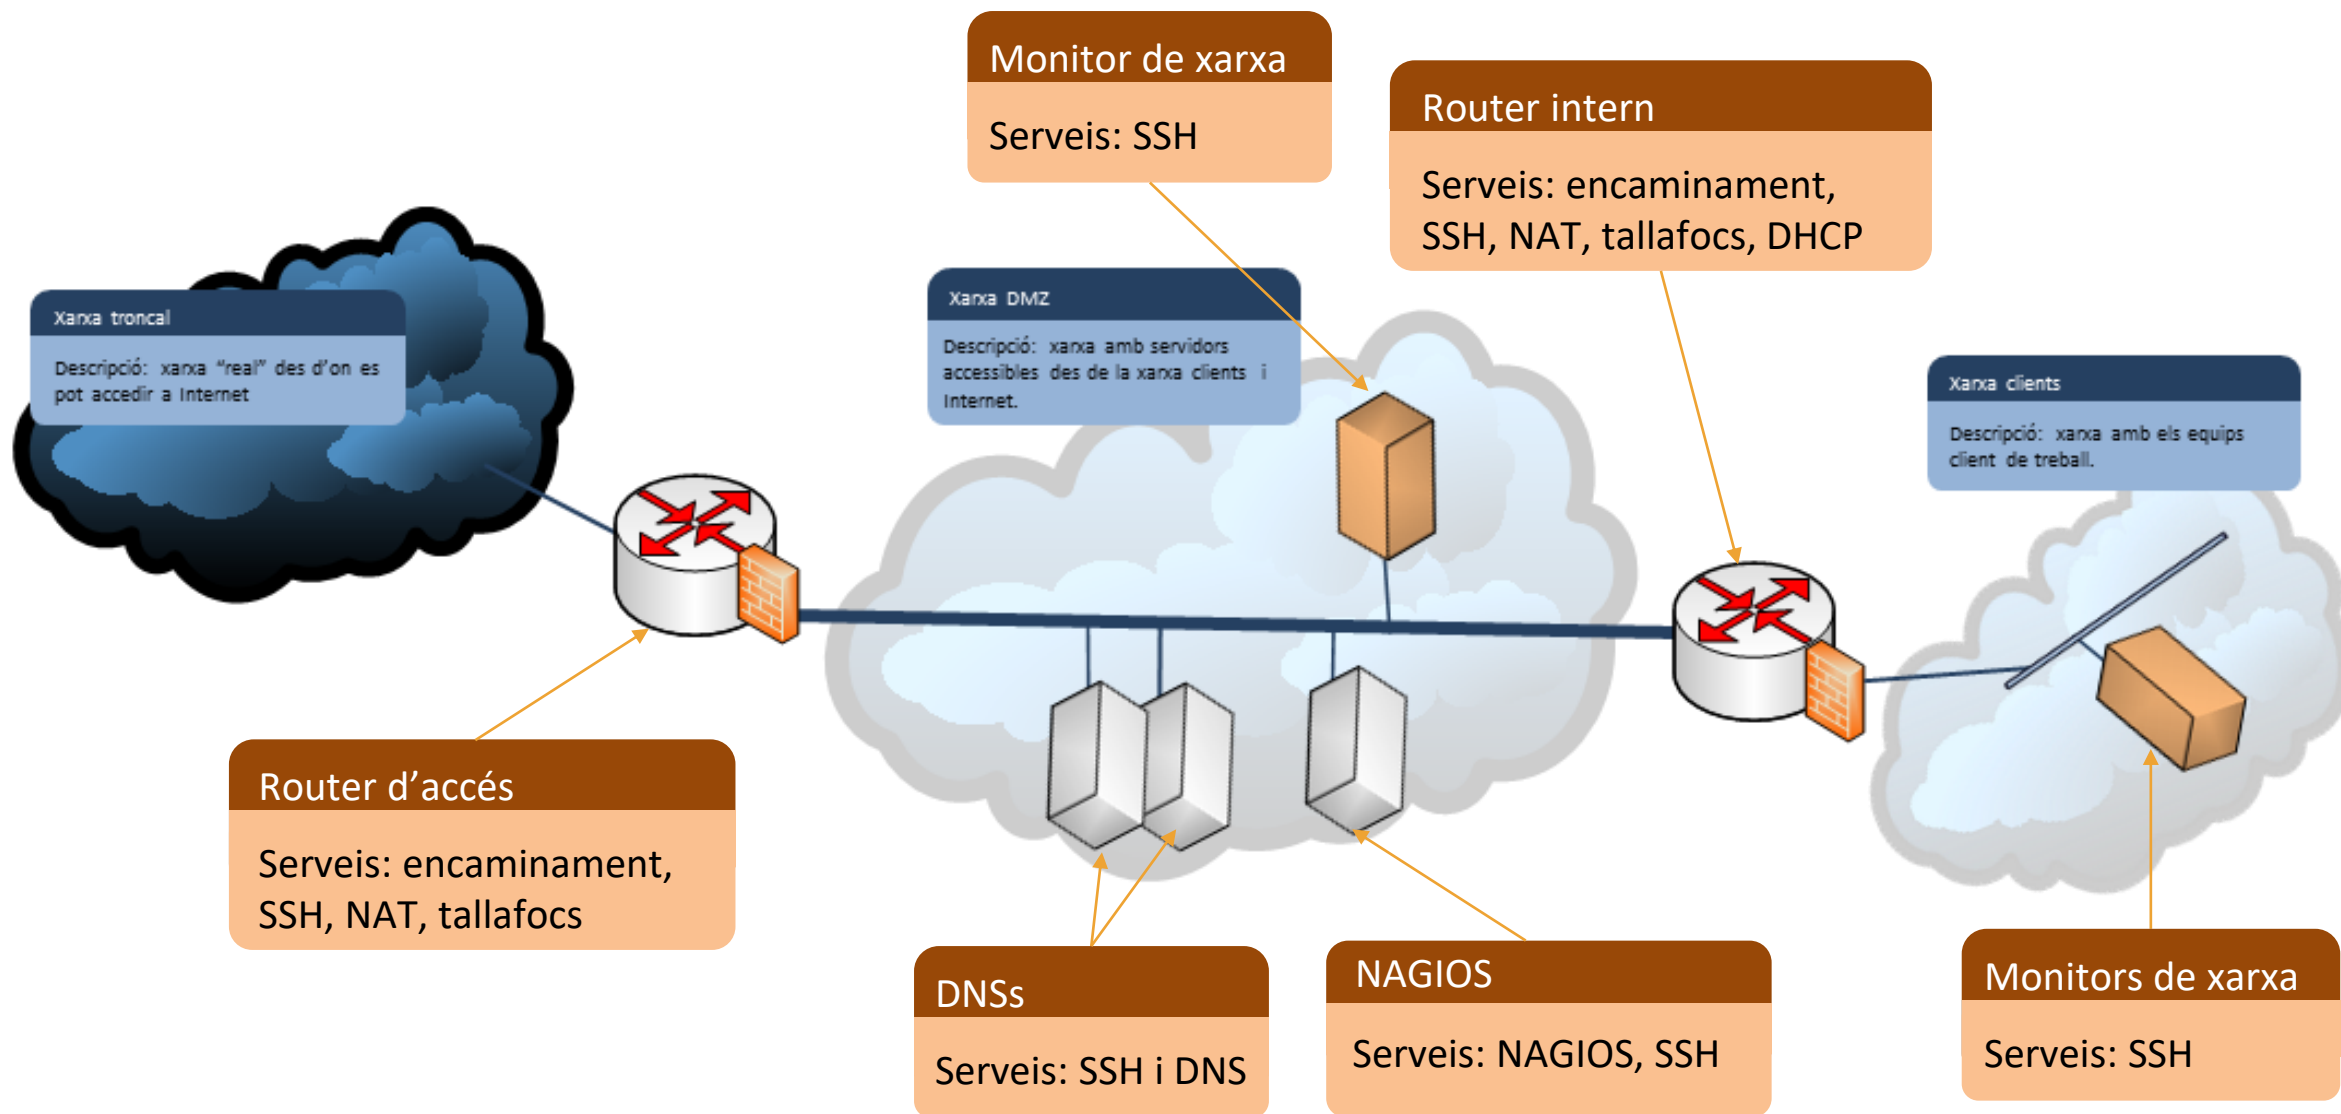 Monitor de xarxa
Serveis: SSH
Router intern
Serveis: encaminament,
SSH, NAT, tallafocs, DHCP
Xarxa troncal
Descripció: xarxa “real” des d’on es
pot accedir a Internet
Xarxa DMZ
Descripció: xarxa amb servidors
accessibles des de la xarxa clients i
Internet.
Xarxa clients
Descripció: xarxa amb els equips
client de treball.
Router d’accés
Serveis: encaminament,
SSH, NAT, tallafocs
DNSs
Serveis: SSH i DNS
NAGIOS
Serveis: NAGIOS, SSH
Monitors de xarxa
Serveis: SSH